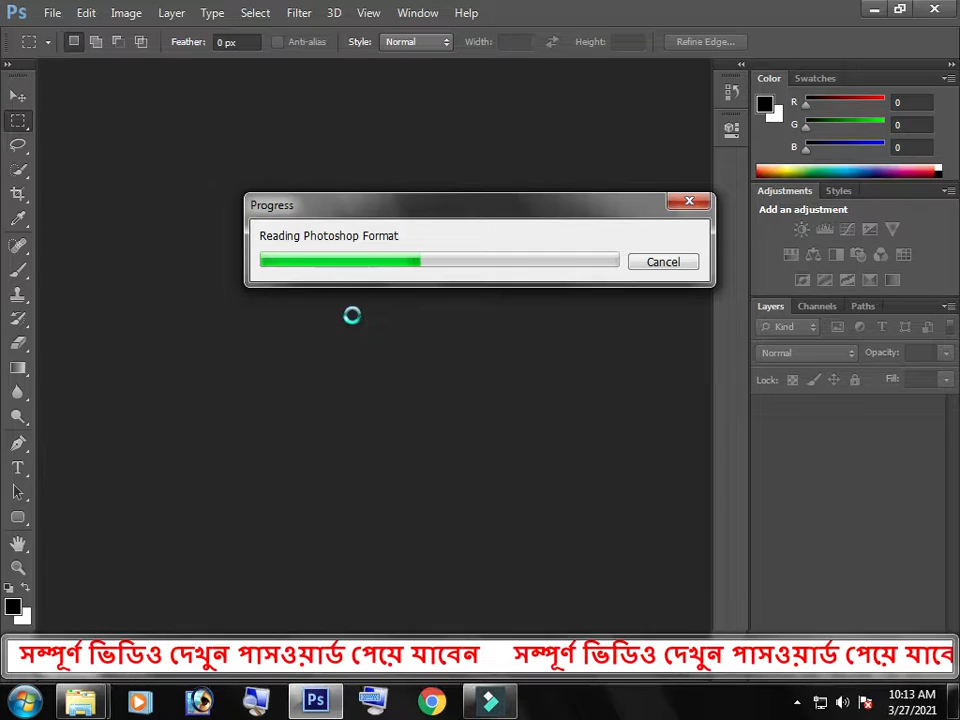 Ps File Edit Image Layer Type Select Filter 3D View Window Help
Feather: 0 px Anti-alias Style: Normal Width: Height: Refine Edge...
Color Swatches
R 0
G 0
B 0
Adjustments Styles
Add an adjustment
Progress
Reading Photoshop Format
Cancel
Layers Channels Paths
Kind
Normal Opacity:
Lock: Fill:
সম্পূর্ণ ভিডিও দেখুন পাসওয়ার্ড পেয়ে যাবেন সম্পূর্ণ ভিডিও দেখুন পাসওয়ার্ড পেয়ে যাবে
Ps
10:13 AM
3/27/2021